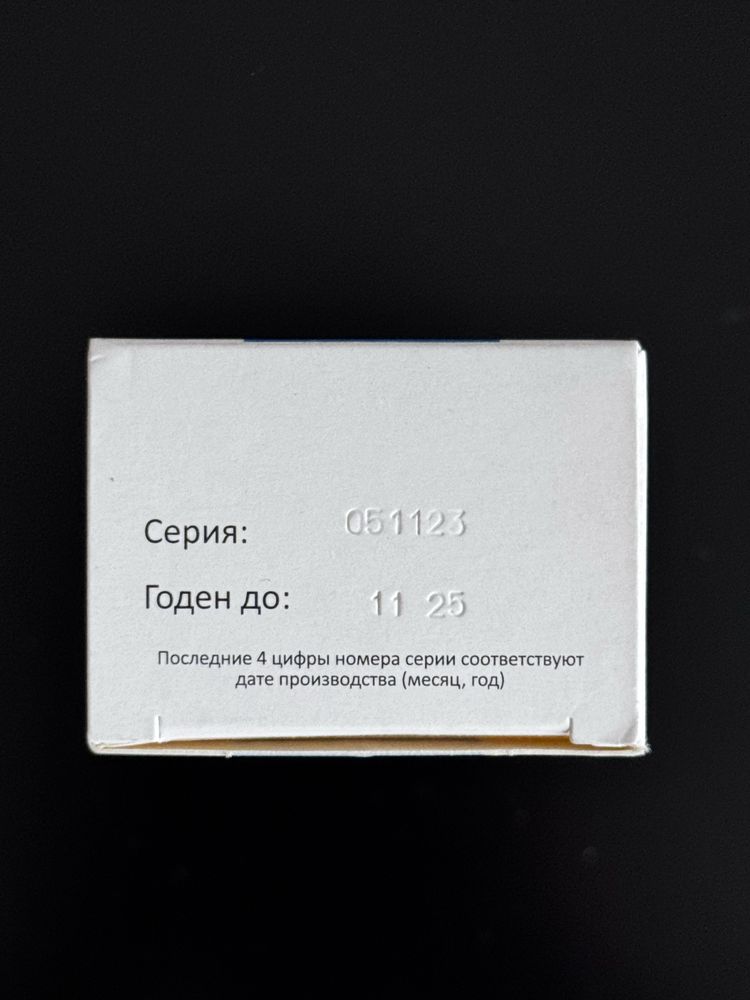 Серия: 051123
Годен до: 11 25
Последние 4 цифры номера серии соответствуют
дате производства (месяц, год)